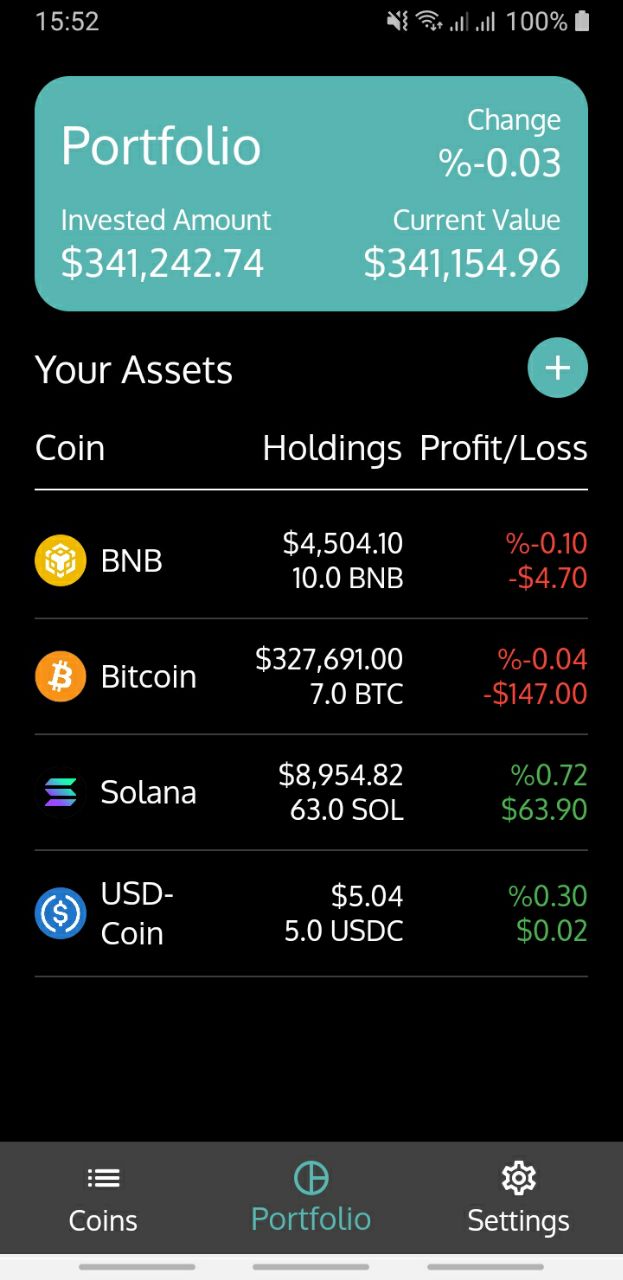 15:52 100%
Portfolio
Change
%-0.03
Invested Amount Current Value
$341,242.74 $341,154.96
Your Assets
+
Coin Holdings Profit/Loss
BNB
$4,504.10 %-0.10
10.0 BNB -$4.70
Bitcoin
$327,691.00 %-0.04
7.0 BTC -$147.00
Solana
$8,954.82 %0.72
63.0 SOL $63.90
USD-
Coin
$5.04 %0.30
5.0 USDC $0.02
Coins Portfolio Settings